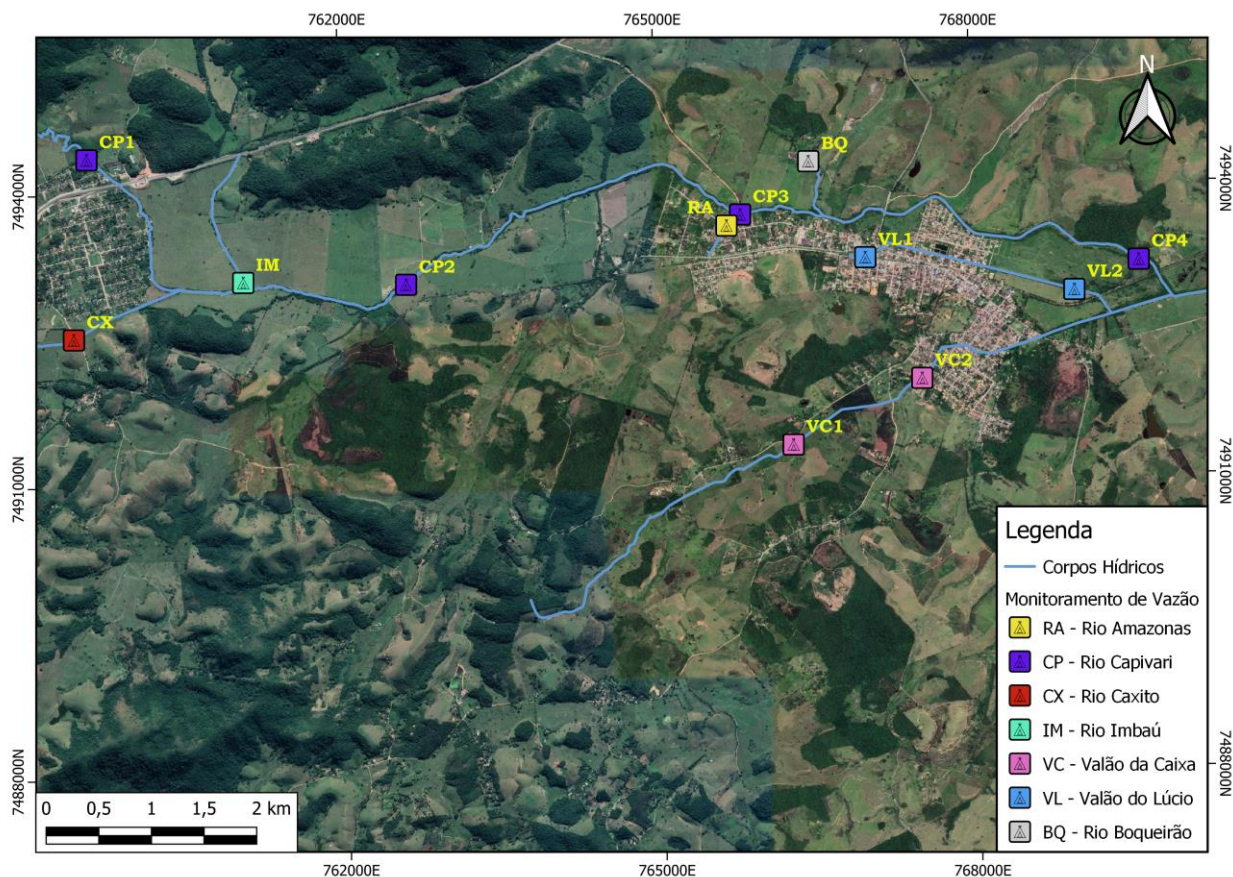 762000E
765000E
768000E
N
CP1
BQ
7494000N
7494000N
RA
CP3
IM
CP2
VL1
CP4
VL2
CX
VC2
VC1
7491000N
7491000N
Legenda
Corpos Hídricos
Monitoramento de Vazão
RA - Rio Amazonas
CP - Rio Capivari
CX - Rio Caxito
IM - Rio Imbaú
VC - Valão da Caixa
VL - Valão do Lúcio
BQ - Rio Boqueirão
7488000N
7488000N
0 0,5 1 1,5 2 km
762000E
765000E
768000E